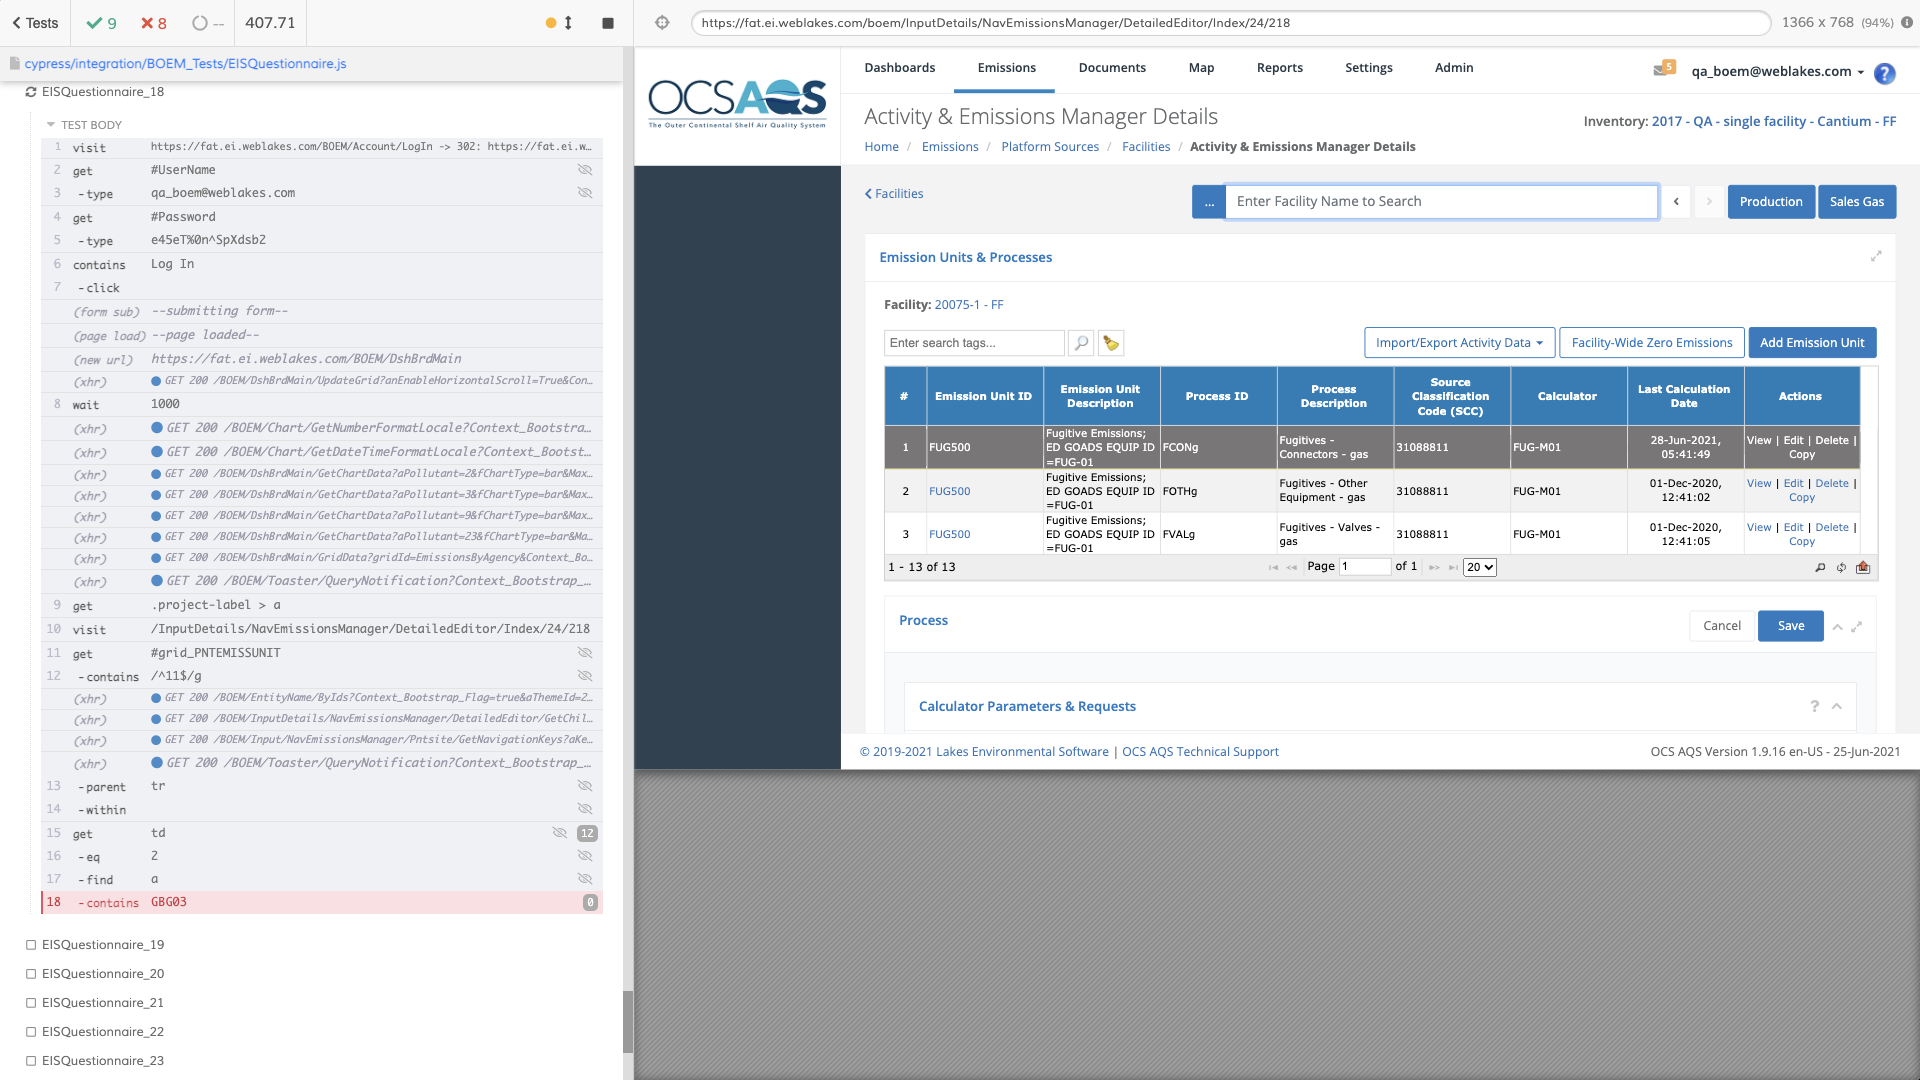 Tests
9
8
--
407.71
cypress/integration/BOEM_Tests/EISQuestionnaire.js
EISQuestionnaire_18
TEST BODY
1 visit https://fat.ei.weblakes.com/BOEM/Account/LogIn -> 302: https://fat.ei.w…
2 get #UserName
3 -type qa_boem@weblakes.com
4 get #Password
5 -type e45eT%0n^SpXdsb2
6 contains Log In
7 -click
(form sub) --submitting form--
(page load) --page loaded--
(new url) https://fat.ei.weblakes.com/BOEM/DshBrdMain
(xhr) GET 200 /BOEM/DshBrdMain/UpdateGrid?anEnableHorizontalScroll=True&Con…
8 wait 1000
(xhr) GET 200 /BOEM/Chart/GetNumberFormatLocale?Context_Bootstra…
(xhr) GET 200 /BOEM/Chart/GetDateTimeFormatLocale?Context_Bootst…
(xhr) GET 200 /BOEM/DshBrdMain/GetChartData?aPollutant=2&fChartType=bar&Max…
(xhr) GET 200 /BOEM/DshBrdMain/GetChartData?aPollutant=3&fChartType=bar&Max…
(xhr) GET 200 /BOEM/DshBrdMain/GetChartData?aPollutant=9&fChartType=bar&Max…
(xhr) GET 200 /BOEM/DshBrdMain/GetChartData?aPollutant=23&fChartType=bar&Ma…
(xhr) GET 200 /BOEM/DshBrdMain/GridData?gridId=EmissionsByAgency&Context_Bo…
(xhr) GET 200 /BOEM/Toaster/QueryNotification?Context_Bootstrap_…
9 get .project-label > a
10 visit /InputDetails/NavEmissionsManager/DetailedEditor/Index/24/218
11 get #grid_PNTEMISSUNIT
12 -contains /^11$/g
(xhr) GET 200 /BOEM/EntityName/ByIds?Context_Bootstrap_Flag=true&aThemeId=2…
(xhr) GET 200 /BOEM/InputDetails/NavEmissionsManager/DetailedEditor/GetChil…
(xhr) GET 200 /BOEM/Input/NavEmissionsManager/Pntsite/GetNavigationKeys?aKe…
(xhr) GET 200 /BOEM/Toaster/QueryNotification?Context_Bootstrap_…
13 -parent tr
14 -within
15 get td 12
16 -eq 2
17 -find a
18 -contains GBG03 0
EISQuestionnaire_19
EISQuestionnaire_20
EISQuestionnaire_21
EISQuestionnaire_22
EISQuestionnaire_23
https://fat.ei.weblakes.com/boem/InputDetails/NavEmissionsManager/DetailedEditor/Index/24/218
1366 x 768 (94%)
OCSAQS
The Outer Continental Shelf Air Quality System
Dashboards Emissions Documents Map Reports Settings Admin
5
qa_boem@weblakes.com
?
Activity & Emissions Manager Details
Inventory: 2017 - QA - single facility - Cantium - FF
Home / Emissions / Platform Sources / Facilities / Activity & Emissions Manager Details
Facilities
...
Enter Facility Name to Search
Production
Sales Gas
Emission Units & Processes
Facility: 20075-1 - FF
Enter search tags...
Import/Export Activity Data
Facility-Wide Zero Emissions
Add Emission Unit
# Emission Unit ID Emission Unit Description Process ID Process Description Source Classification Code (SCC) Calculator Last Calculation Date Actions
1 FUG500 Fugitive Emissions; ED GOADS EQUIP ID =FUG-01 FCONg Fugitives - Connectors - gas 31088811 FUG-M01 28-Jun-2021, 05:41:49 View | Edit | Delete | Copy
2 FUG500 Fugitive Emissions; ED GOADS EQUIP ID =FUG-01 FOTHg Fugitives - Other Equipment - gas 31088811 FUG-M01 01-Dec-2020, 12:41:02 View | Edit | Delete | Copy
3 FUG500 Fugitive Emissions; ED GOADS EQUIP ID =FUG-01 FVALg Fugitives - Valves - gas 31088811 FUG-M01 01-Dec-2020, 12:41:05 View | Edit | Delete | Copy
1 - 13 of 13
Page 1 of 1
20
Process
Cancel
Save
Calculator Parameters & Requests
?
© 2019-2021 Lakes Environmental Software | OCS AQS Technical Support
OCS AQS Version 1.9.16 en-US - 25-Jun-2021